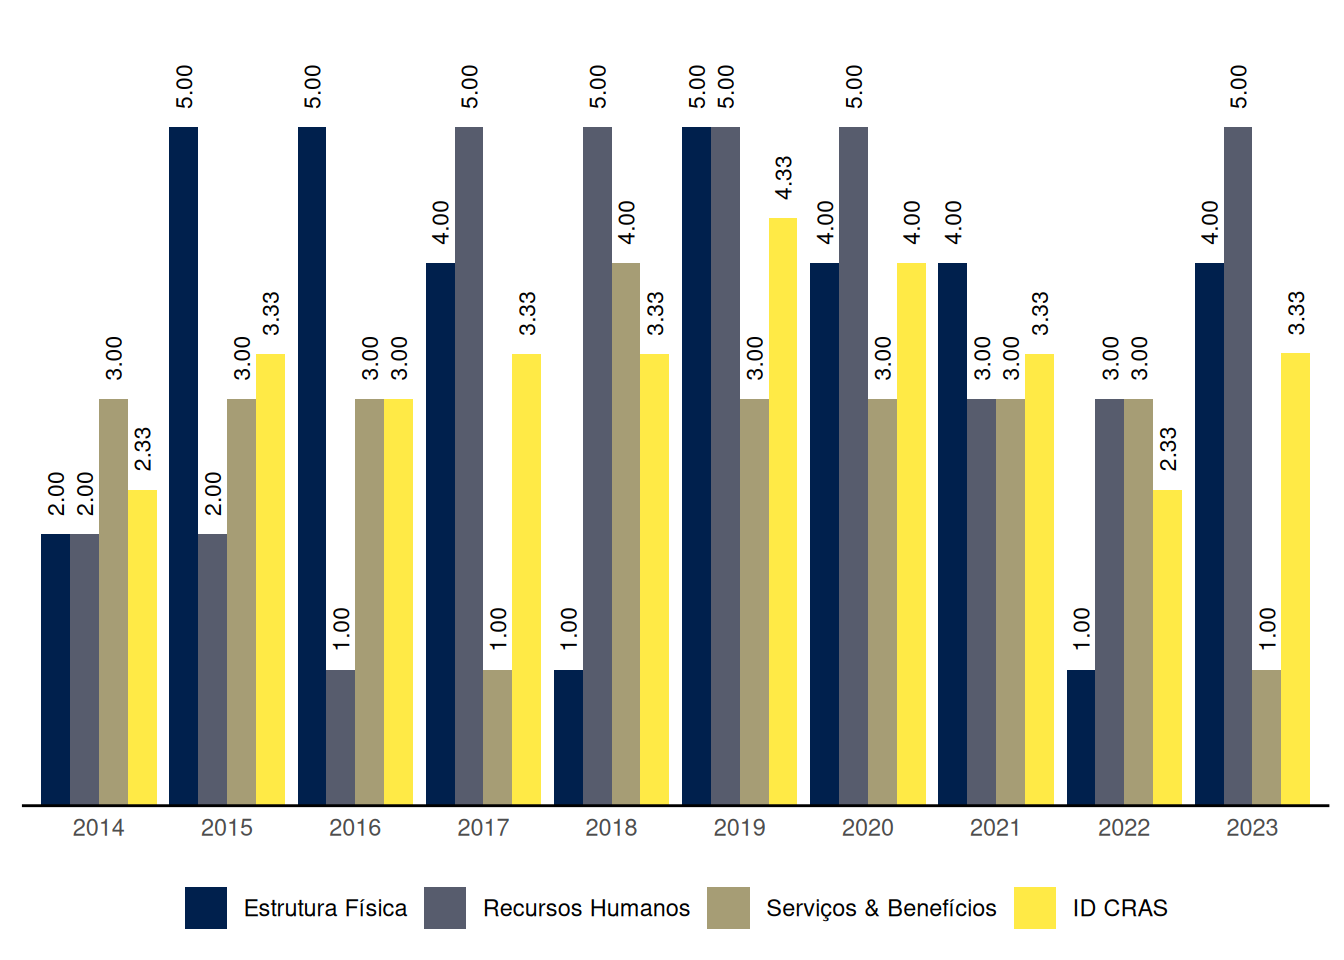 2.00 2.00 3.00 2.33
5.00 2.00 3.00 3.33
5.00 1.00 3.00 3.00
4.00 5.00 1.00 3.33
1.00 5.00 4.00 3.33
5.00 5.00 3.00 4.33
4.00 5.00 3.00 4.00
4.00 3.00 3.00 3.33
1.00 3.00 3.00 2.33
4.00 5.00 1.00 3.33
2014 2015 2016 2017 2018 2019 2020 2021 2022 2023
Estrutura Física Recursos Humanos Serviços & Benefícios ID CRAS